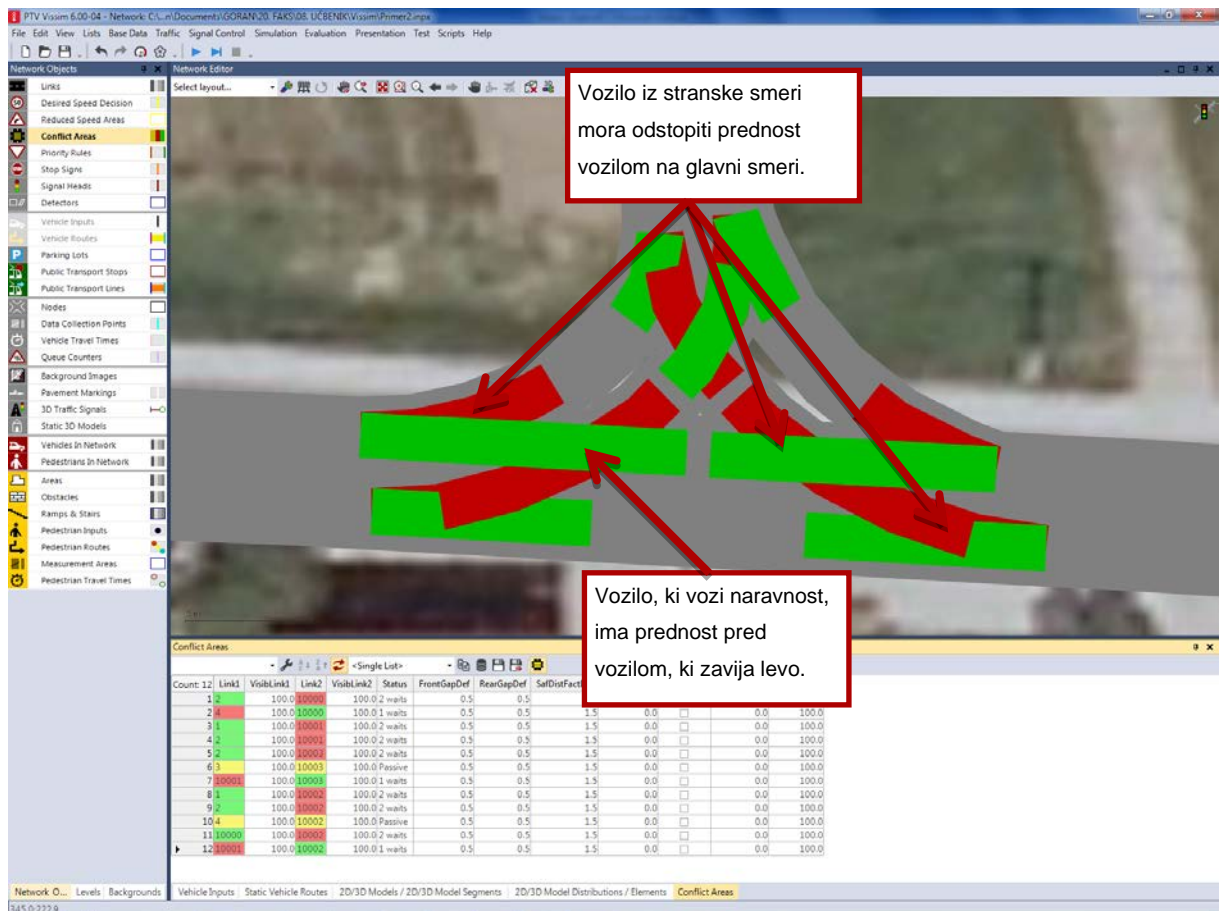 PTV Vissim 6.00-04 - Network: C:\...n\Documents\GORAN\20. FAKS\08. UČBENIK\Vissim\Primer2.inpx
File Edit View Lists Base Data Traffic Signal Control Simulation Evaluation Presentation Test Scripts Help
Network Objects
Network Editor
Links
Select layout...
Desired Speed Decision
Reduced Speed Areas
Conflict Areas
Priority Rules
Stop Signs
Signal Heads
Detectors
Vehicle Inputs
Vehicle Routes
Parking Lots
Public Transport Stops
Public Transport Lines
Nodes
Data Collection Points
Vehicle Travel Times
Queue Counters
Background Images
Pavement Markings
3D Traffic Signals
Static 3D Models
Vehicles In Network
Pedestrians In Network
Areas
Obstacles
Ramps & Stairs
Pedestrian Inputs
Pedestrian Routes
Measurement Areas
Pedestrian Travel Times
Vozilo iz stranske smeri
mora odstopiti prednost
vozilom na glavni smeri.
Vozilo, ki vozi naravnost,
ima prednost pred
vozilom, ki zavija levo.
Conflict Areas
<Single List>
Count: 12 Link1 VisibLink1 Link2 VisibLink2 Status FrontGapDef RearGapDef
1 2 100.0 10000 100.0 2 waits 0.5 0.5
2 4 100.0 10000 100.0 1 waits 0.5 0.5 1.5 0.0 0.0 100.0
3 1 100.0 10001 100.0 2 waits 0.5 0.5 1.5 0.0 0.0 100.0
4 2 100.0 10001 100.0 2 waits 0.5 0.5 1.5 0.0 0.0 100.0
5 2 100.0 10003 100.0 2 waits 0.5 0.5 1.5 0.0 0.0 100.0
6 3 100.0 10003 100.0 Passive 0.5 0.5 1.5 0.0 0.0 100.0
7 10001 100.0 10003 100.0 1 waits 0.5 0.5 1.5 0.0 0.0 100.0
8 1 100.0 10002 100.0 2 waits 0.5 0.5 1.5 0.0 0.0 100.0
9 2 100.0 10002 100.0 2 waits 0.5 0.5 1.5 0.0 0.0 100.0
10 4 100.0 10002 100.0 Passive 0.5 0.5 1.5 0.0 0.0 100.0
11 10000 100.0 10002 100.0 2 waits 0.5 0.5 1.5 0.0 0.0 100.0
12 10001 100.0 10002 100.0 1 waits 0.5 0.5 1.5 0.0 0.0 100.0
Network O... Levels Backgrounds
Vehicle Inputs Static Vehicle Routes 2D/3D Models / 2D/3D Model Segments 2D/3D Model Distributions / Elements Conflict Areas
345.0:222.9